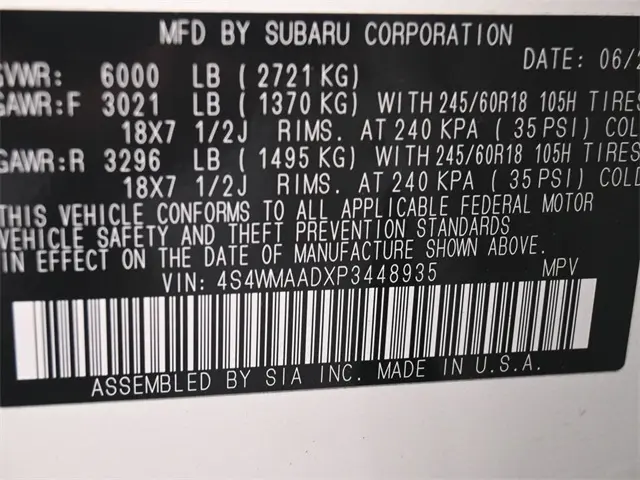 MFD BY SUBARU CORPORATION
DATE: 06/2
GVWR: 6000 LB ( 2721 KG)
GAWR:F 3021 LB ( 1370 KG) WITH 245/60R18 105H TIRES
18X7 1/2J RIMS. AT 240 KPA ( 35 PSI) COLD
GAWR:R 3296 LB ( 1495 KG) WITH 245/60R18 105H TIRES
18X7 1/2J RIMS. AT 240 KPA ( 35 PSI) COLD
THIS VEHICLE CONFORMS TO ALL APPLICABLE FEDERAL MOTOR
VEHICLE SAFETY AND THEFT PREVENTION STANDARDS
IN EFFECT ON THE DATE OF MANUFACTURE SHOWN ABOVE.
VIN: 4S4WMAADXP3448935 MPV
ASSEMBLED BY SIA INC. MADE IN U.S.A.